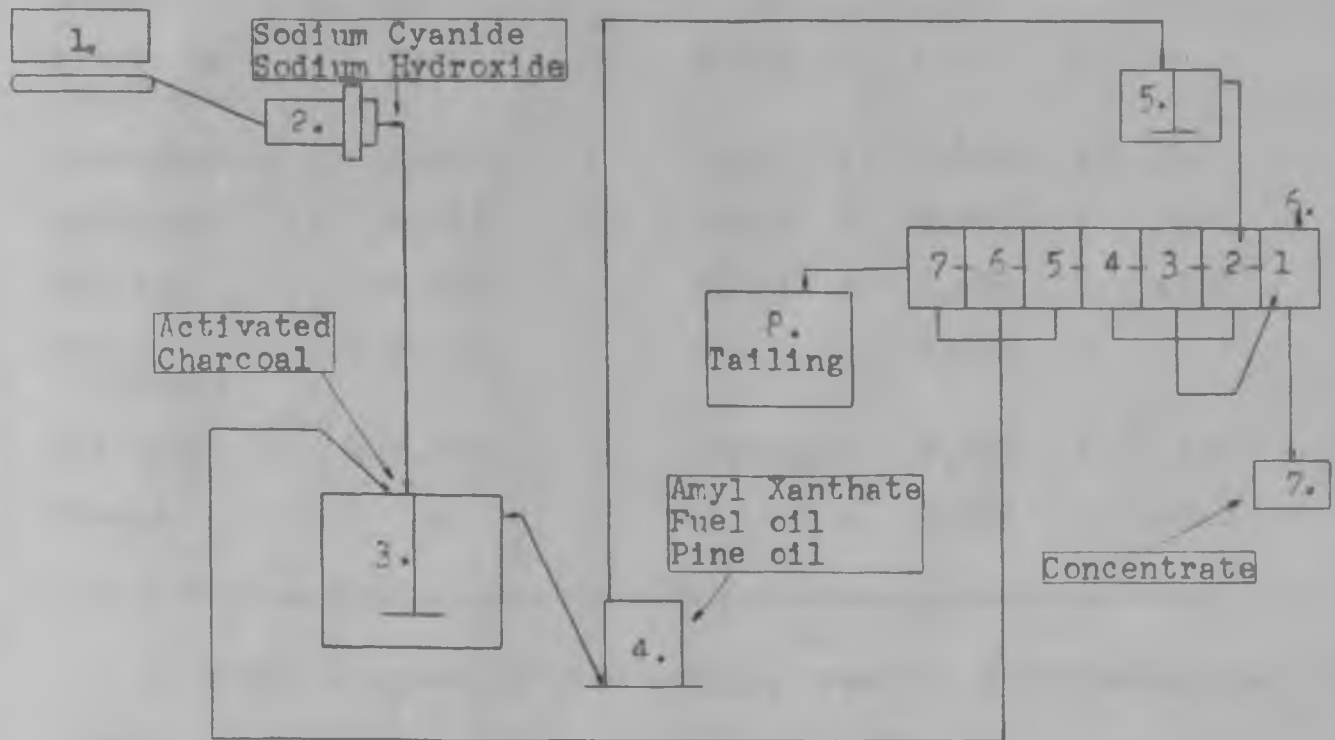 1.
Sodium Cyanide
Sodium Hydroxide
2.
5.
6.
7-6-5-4-3-2-1
8.
Tailing
Activated
Charcoal
3.
Amyl Xanthate
Fuel oil
Pine oil
4.
7.
Concentrate